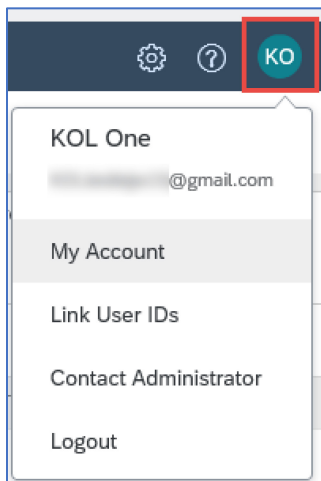 KO
KOL One
@gmail.com
My Account
Link User IDs
Contact Administrator
Logout